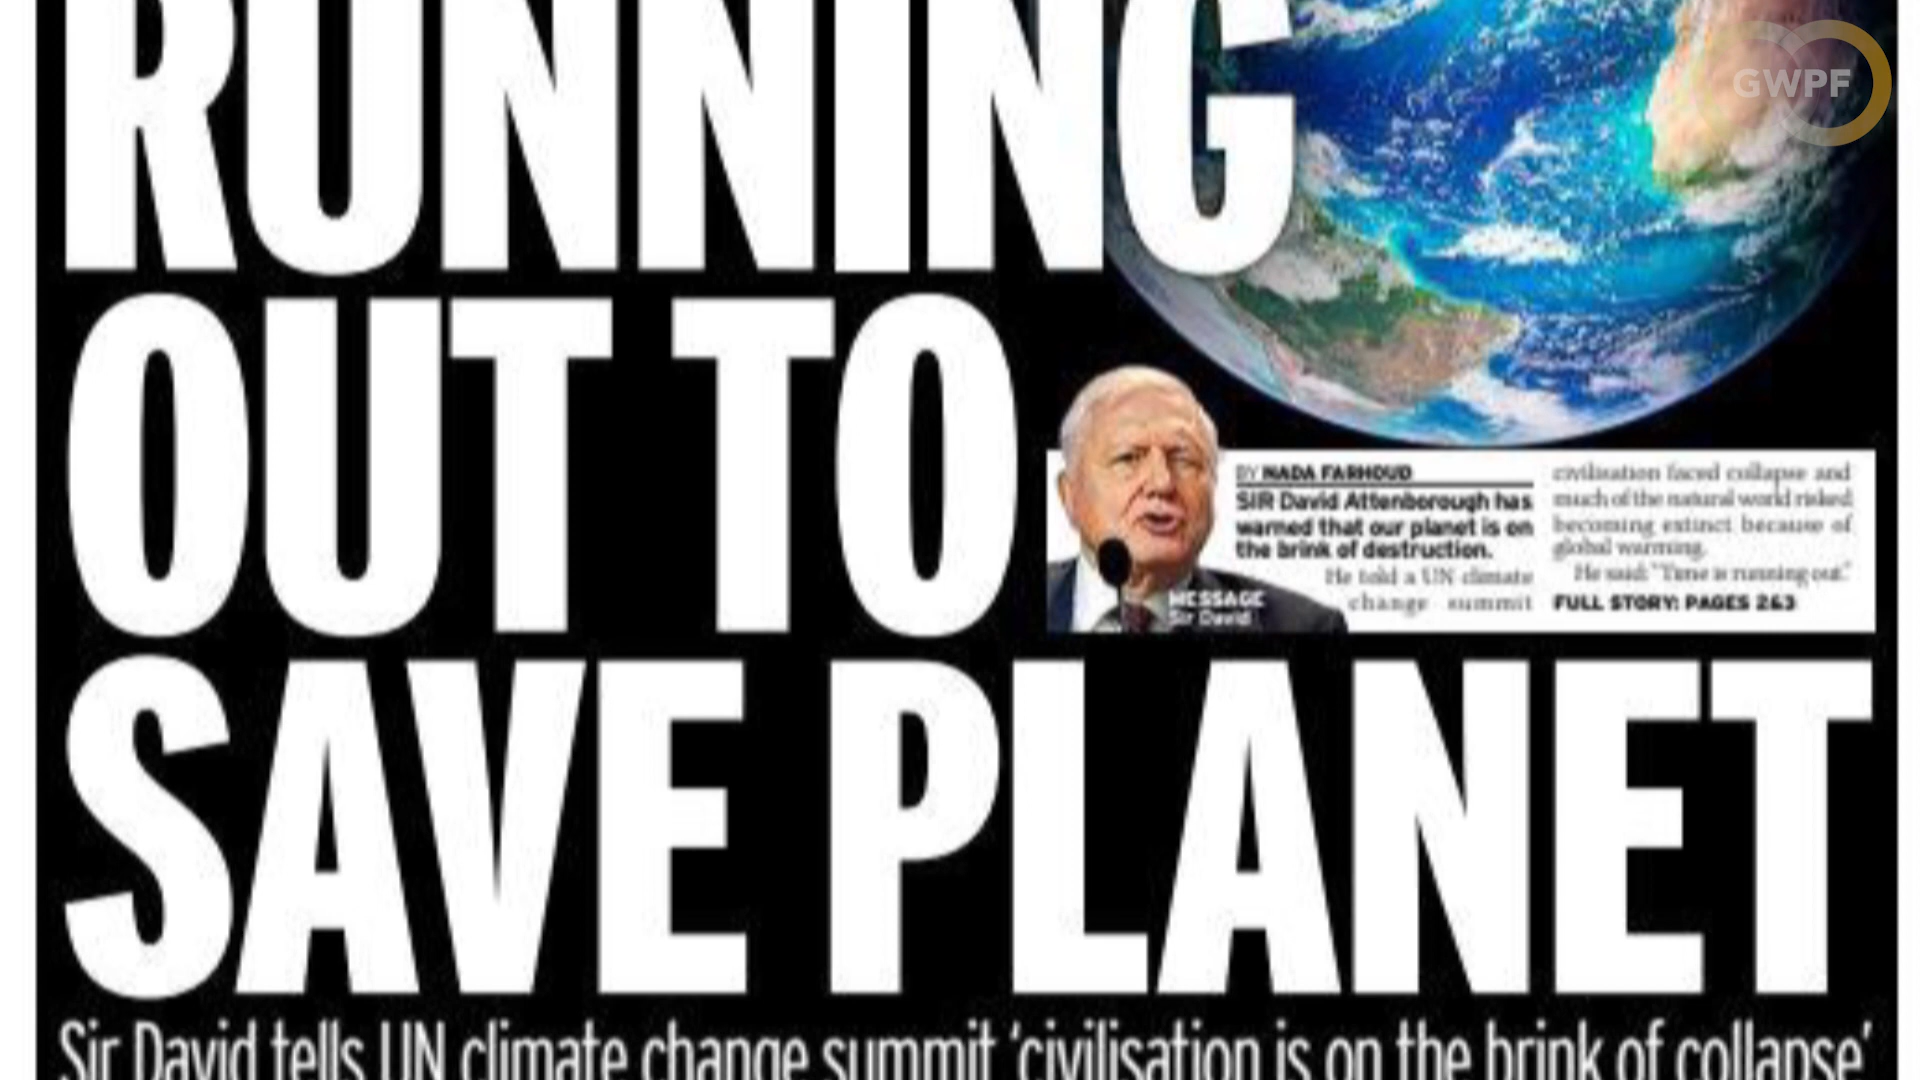 RUNNING
GWPF
OUT TO
BY NADA FARHOUD
SIR David Attenborough has
warned that our planet is on
the brink of destruction.
He told a UN climate
change summit
civilisation faced collapse and
much of the natural world risked
becoming extinct because of
global warming.
He said: "Time is running out."
FULL STORY: PAGES 2&3
MESSAGE
Sir David
SAVE PLANET
Sir David tells UN climate change summit 'civilisation is on the brink of collapse'